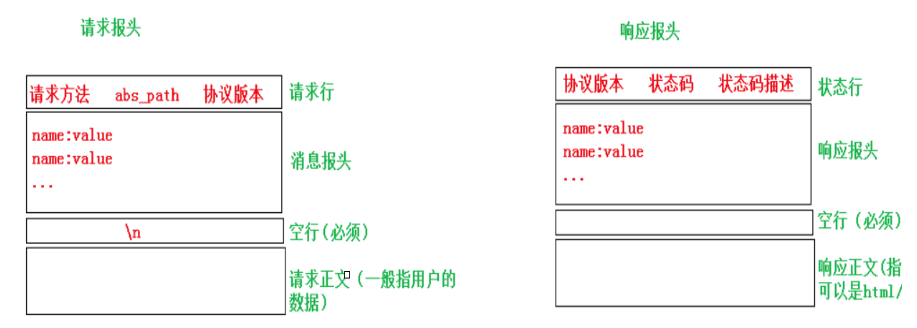 请求报头
请求方法 abs_path 协议版本 请求行
name:value
name:value
...
消息报头
\n 空行(必须)
请求正文 (一般指用户的
数据)
响应报头
协议版本 状态码 状态码描述 状态行
name:value
name:value
...
响应报头
空行 (必须)
响应正文(指
可以是html/